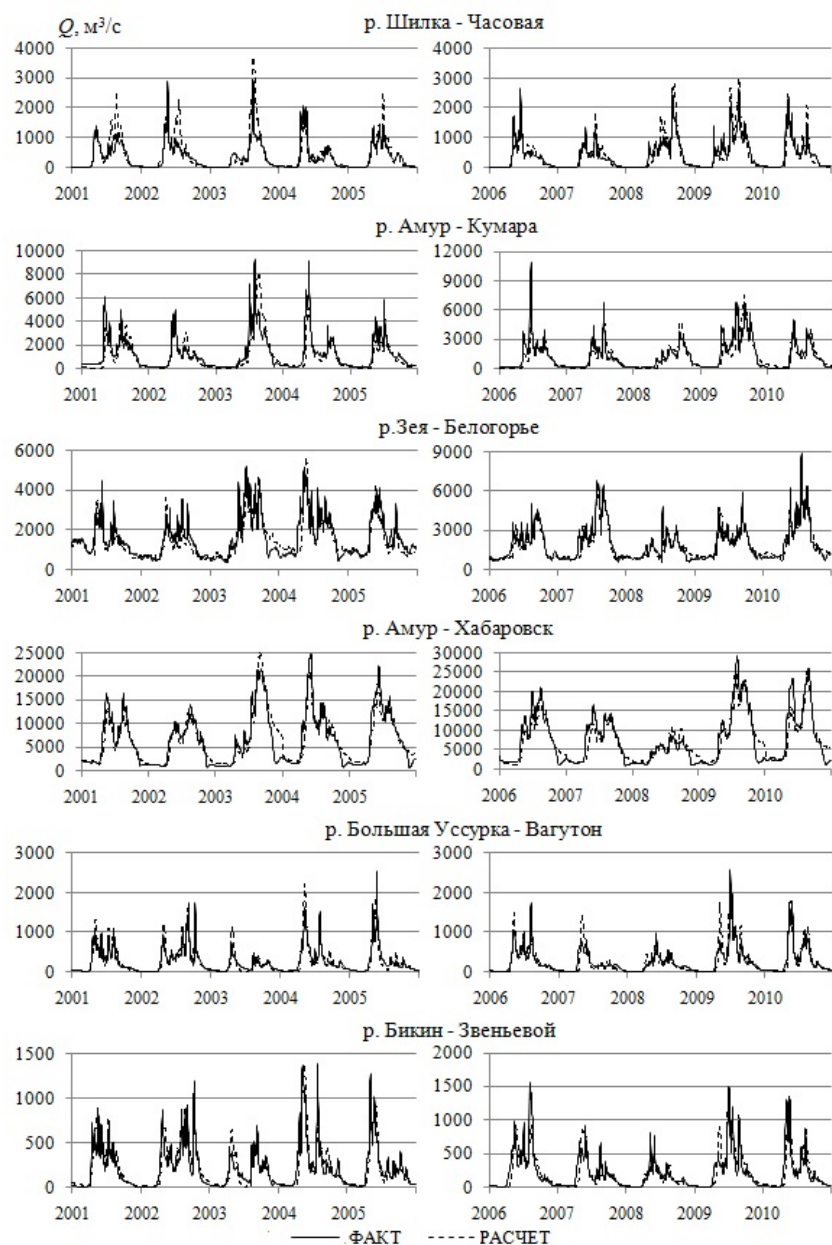 Q, м³/с
р. Шилка - Часовая
4000 4000
3000 3000
2000 2000
1000 1000
0 0
2001 2002 2003 2004 2005 2006 2007 2008 2009 2010
р. Амур - Кумара
10000 12000
8000 9000
6000 6000
4000 3000
2000
0 0
2001 2002 2003 2004 2005 2006 2007 2008 2009 2010
р.Зея - Белогорье
6000 9000
4000 6000
2000 3000
0 0
2001 2002 2003 2004 2005 2006 2007 2008 2009 2010
р. Амур - Хабаровск
25000 30000
20000 25000
15000 20000
10000 15000
5000 10000
0 5000
0
2001 2002 2003 2004 2005 2006 2007 2008 2009 2010
р. Большая Уссурка - Вагутон
3000 3000
2000 2000
1000 1000
0 0
2001 2002 2003 2004 2005 2006 2007 2008 2009 2010
р. Бикин - Звеньевой
1500 2000
1000 1500
500 1000
0 500
0
2001 2002 2003 2004 2005 2006 2007 2008 2009 2010
ФАКТ РАСЧЕТ